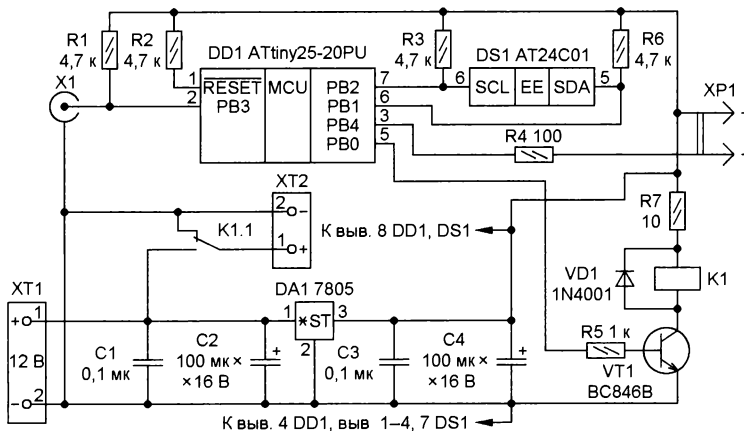 R1
4,7 к
R2
4,7 к
DD1 ATtiny25-20PU
R3
4,7 к
DS1 AT24C01
R6
4,7 к
X1
1
RESET
MCU
PB2
7
6
SCL
EE
SDA
5
XP1
2
PB3
PB1
6
PB4
3
PB0
5
R4 100
XT2
2
−
1
+
K1.1
К выв. 8 DD1, DS1
R7
10
VD1
1N4001
K1
XT1
+
1
12 В
−
2
DA1 7805
1
*ST
3
2
C1
0,1 мк
C2
100 мк×
×16 В
+
C3
0,1 мк
C4
100 мк×
×16 В
+
R5 1 к
VT1
BC846B
К выв. 4 DD1, выв 1–4, 7 DS1